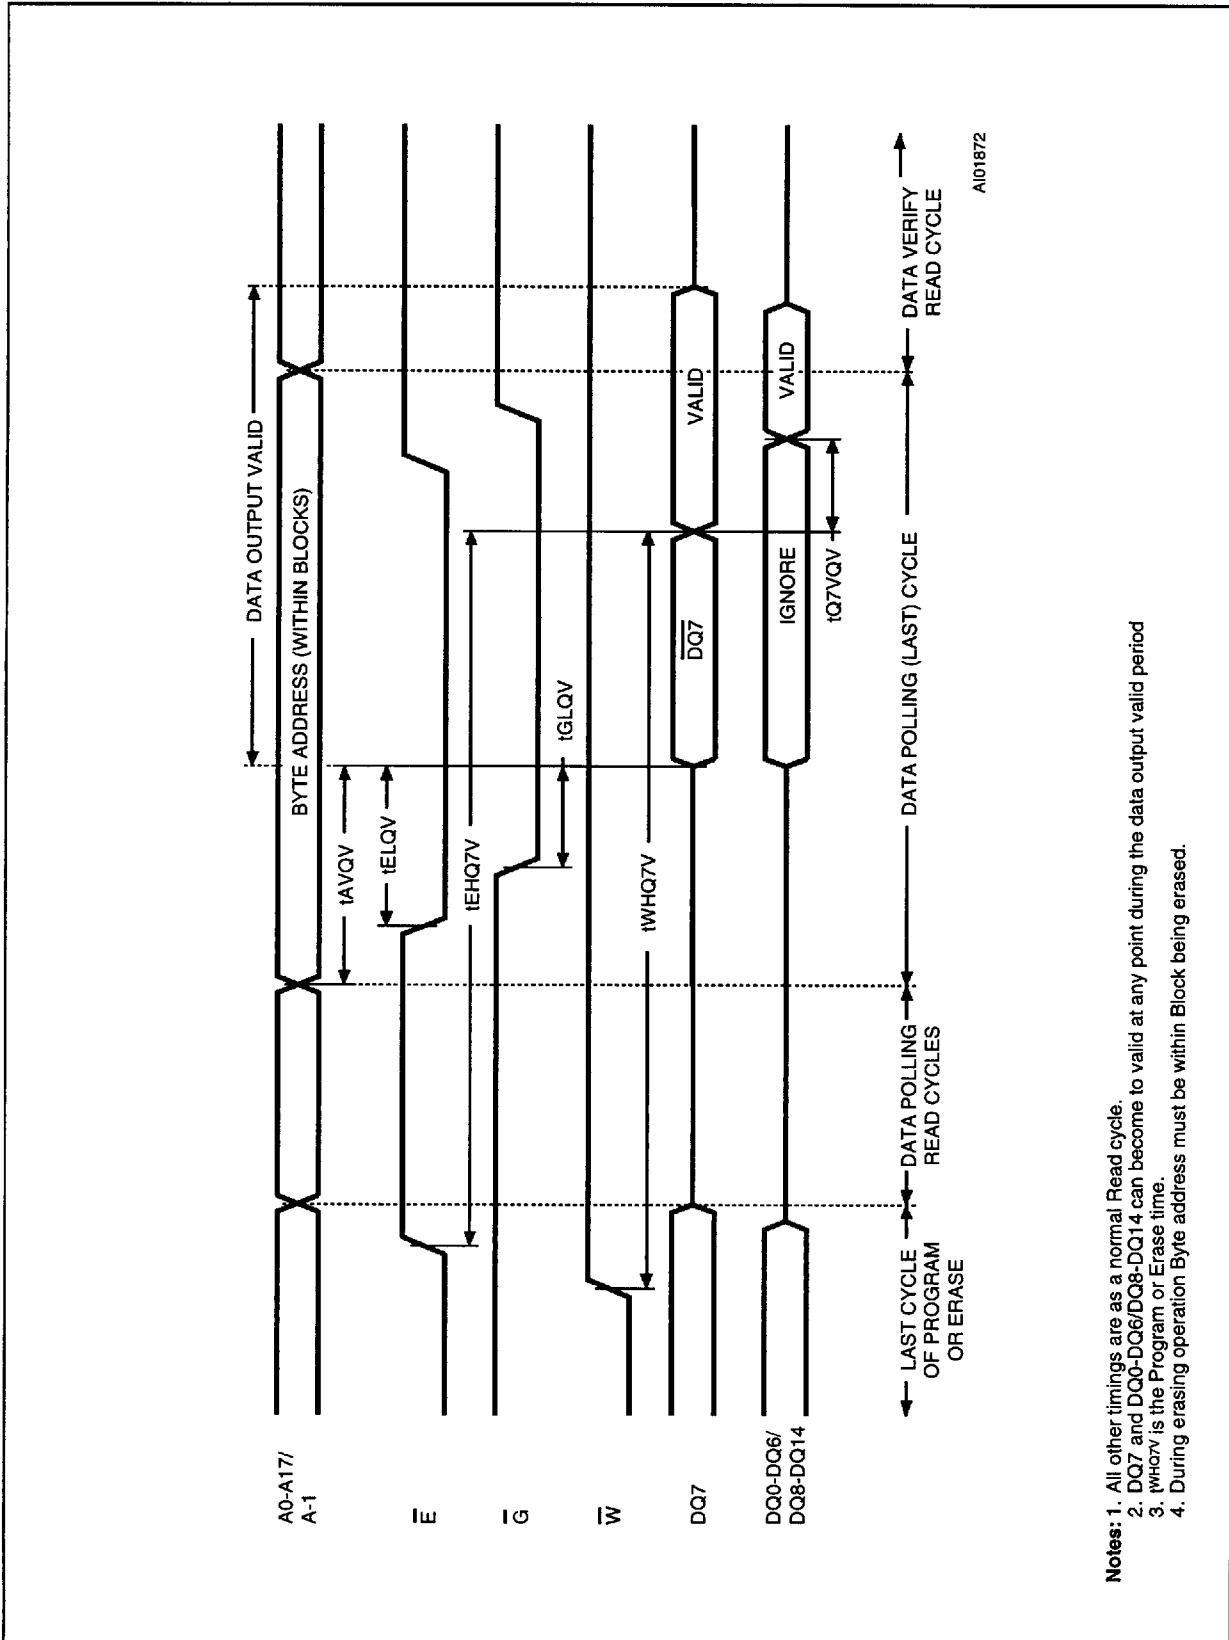 DATA OUTPUT VALID
A0-A17/
A-1
BYTE ADDRESS (WITHIN BLOCKS)
tAVQV
tELQV
E
tEHQ7V
G
tGLQV
W
tWHQ7V
DQ7
DQ7
VALID
DQ0-DQ6/
DQ8-DQ14
IGNORE
VALID
tQ7VQV
LAST CYCLE
OF PROGRAM
OR ERASE
DATA POLLING
READ CYCLES
DATA POLLING (LAST) CYCLE
DATA VERIFY
READ CYCLE
AI01872
Notes: 1. All other timings are as a normal Read cycle.
2. DQ7 and DQ0-DQ6/DQ8-DQ14 can become to valid at any point during the data output valid period
3. tWHQ7V is the Program or Erase time.
4. During erasing operation Byte address must be within Block being erased.